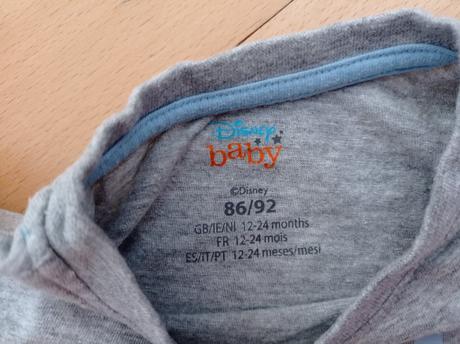 Disney
baby
©Disney
86/92
GB/IE/NI 12-24 months
FR 12-24 mois
ES/IT/PT 12-24 meses/mesi